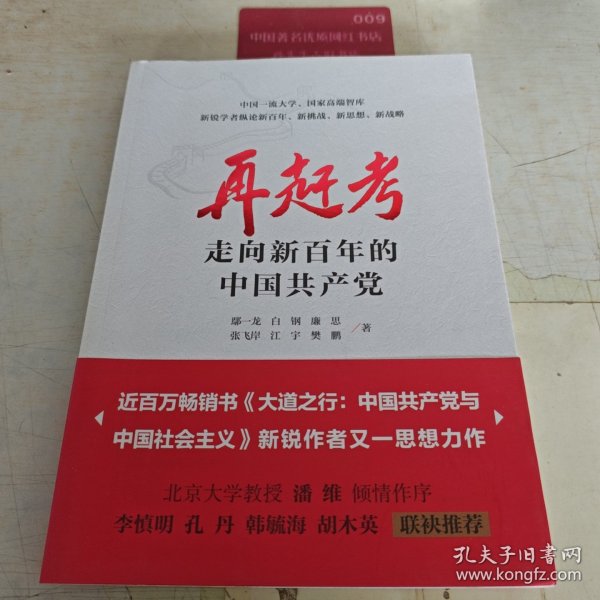 009
中国著名优质网红书店
中国一流大学、国家高端智库
新锐学者纵论新百年、新挑战、新思想、新战略
再赶考
走向新百年的
中国共产党
鄢一龙 白 钢 廉 思
张飞岸 江 宇 樊 鹏 / 著
近百万畅销书《大道之行：中国共产党与
中国社会主义》新锐作者又一思想力作
北京大学教授 潘 维 倾情作序
李慎明 孔 丹 韩毓海 胡木英 联袂推荐
孔夫子旧书网
www.kongfz.com